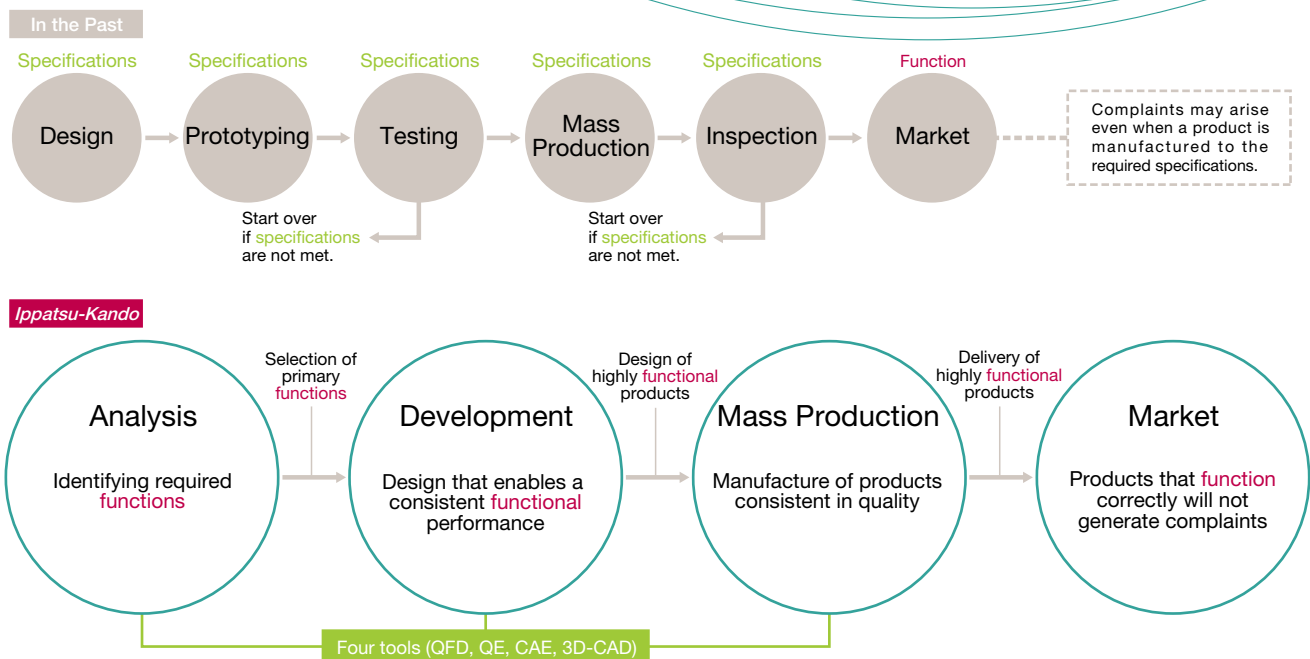 In the Past
Specifications
Specifications
Specifications
Specifications
Specifications
Function
Design
Prototyping
Testing
Mass
Production
Inspection
Market
Complaints may arise
even when a product is
manufactured to the
required specifications.
Start over
if specifications
are not met.
Start over
if specifications
are not met.
Ippatsu-Kando
Analysis
Identifying required
functions
Selection of
primary
functions
Development
Design that enables a
consistent functional
performance
Design of
highly functional
products
Mass Production
Manufacture of products
consistent in quality
Delivery of
highly functional
products
Market
Products that function
correctly will not
generate complaints
Four tools (QFD, QE, CAE, 3D-CAD)